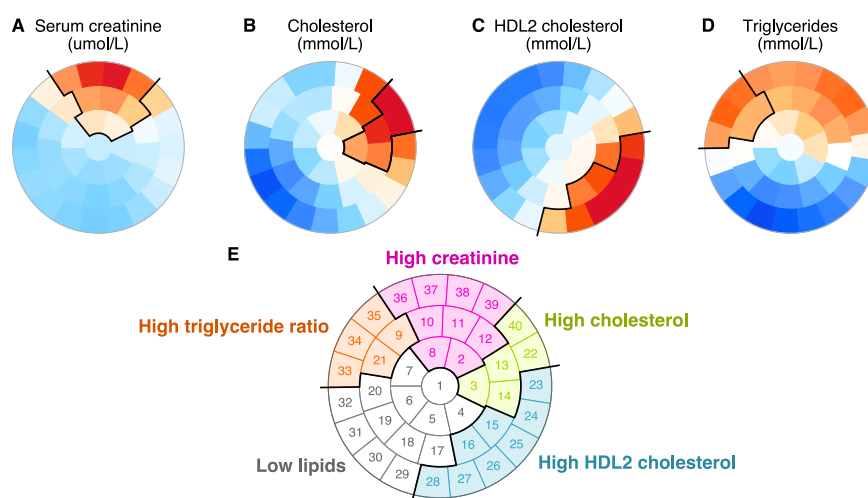 A Serum creatinine
(umol/L)
B Cholesterol
(mmol/L)
C HDL2 cholesterol
(mmol/L)
D Triglycerides
(mmol/L)
E
High creatinine
High triglyceride ratio
High cholesterol
Low lipids
High HDL2 cholesterol
36 37 38 39
35 10 11 40
34 9 12
8 2 13 22
33 21 7
3 14 23
32 20 6 1
4 24
31 19 5 15
18 17 16 25
30 26
29 28 27